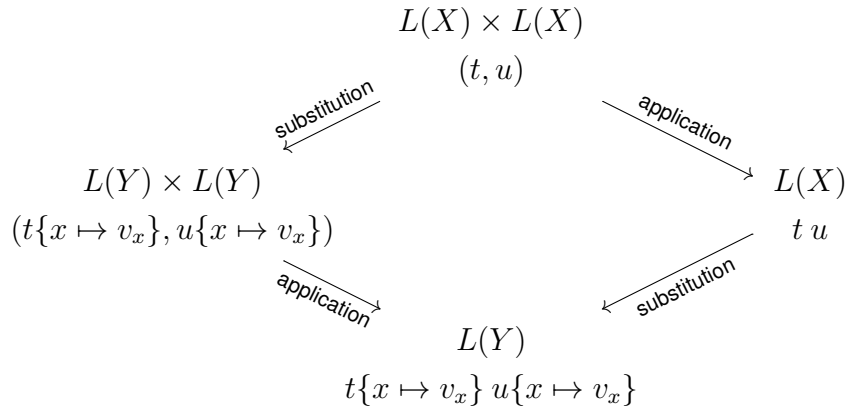 L(X) × L(X)
(t, u)
substitution
application
L(Y) × L(Y)
(t{x ↦ v_x}, u{x ↦ v_x})
L(X)
t u
application
substitution
L(Y)
t{x ↦ v_x} u{x ↦ v_x}